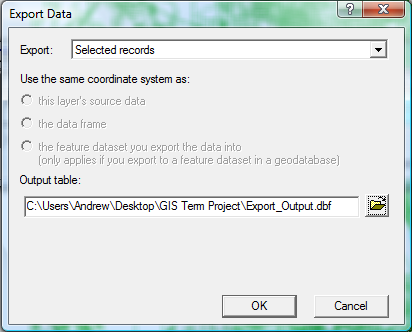 Export Data
Export: Selected records
Use the same coordinate system as:
this layer's source data
the data frame
the feature dataset you export the data into
(only applies if you export to a feature dataset in a geodatabase)
Output table:
C:\Users\Andrew\Desktop\GIS Term Project\Export_Output.dbf
OK Cancel